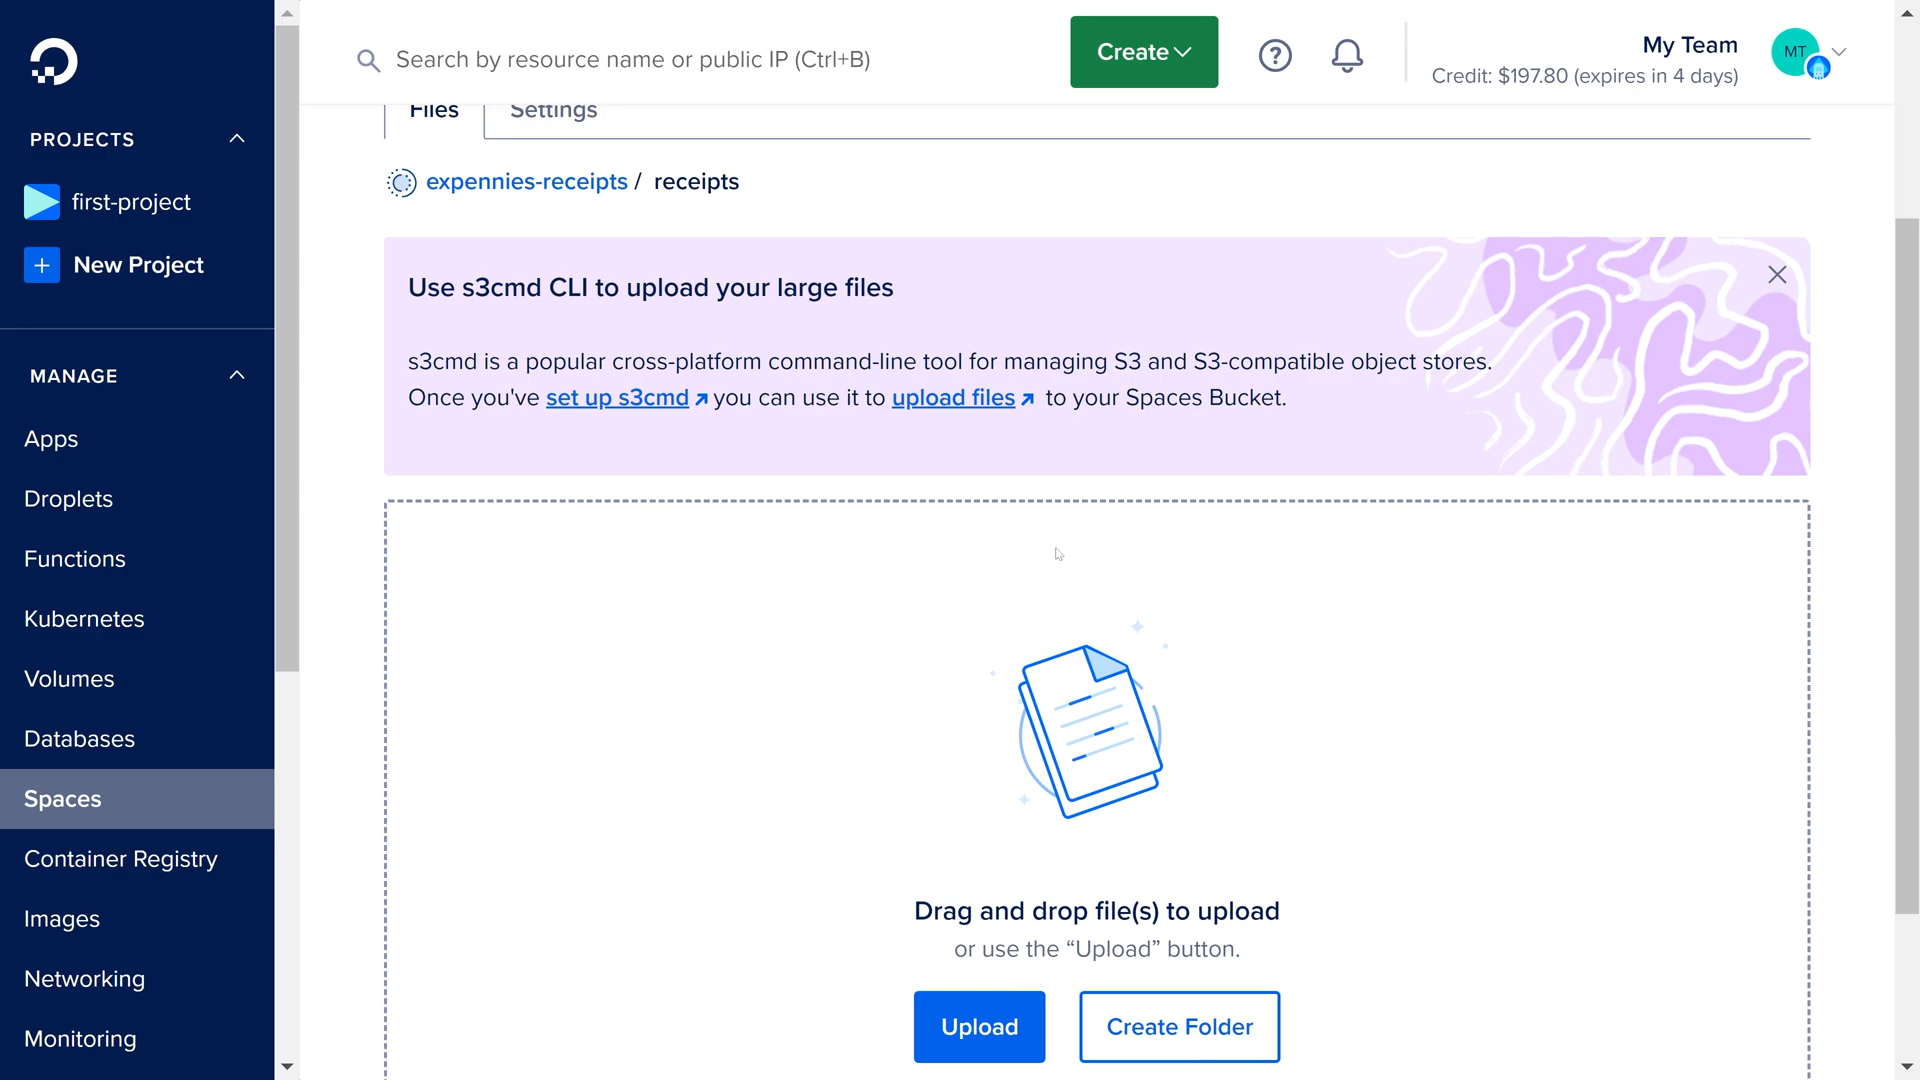 Search by resource name or public IP (Ctrl+B)
Create
My Team
Credit: $197.80 (expires in 4 days)
MT
PROJECTS
first-project
New Project
MANAGE
Apps
Droplets
Functions
Kubernetes
Volumes
Databases
Spaces
Container Registry
Images
Networking
Monitoring
Files
Settings
expennies-receipts / receipts
Use s3cmd CLI to upload your large files
s3cmd is a popular cross-platform command-line tool for managing S3 and S3-compatible object stores.
Once you've set up s3cmd you can use it to upload files to your Spaces Bucket.
Drag and drop file(s) to upload
or use the “Upload” button.
Upload
Create Folder